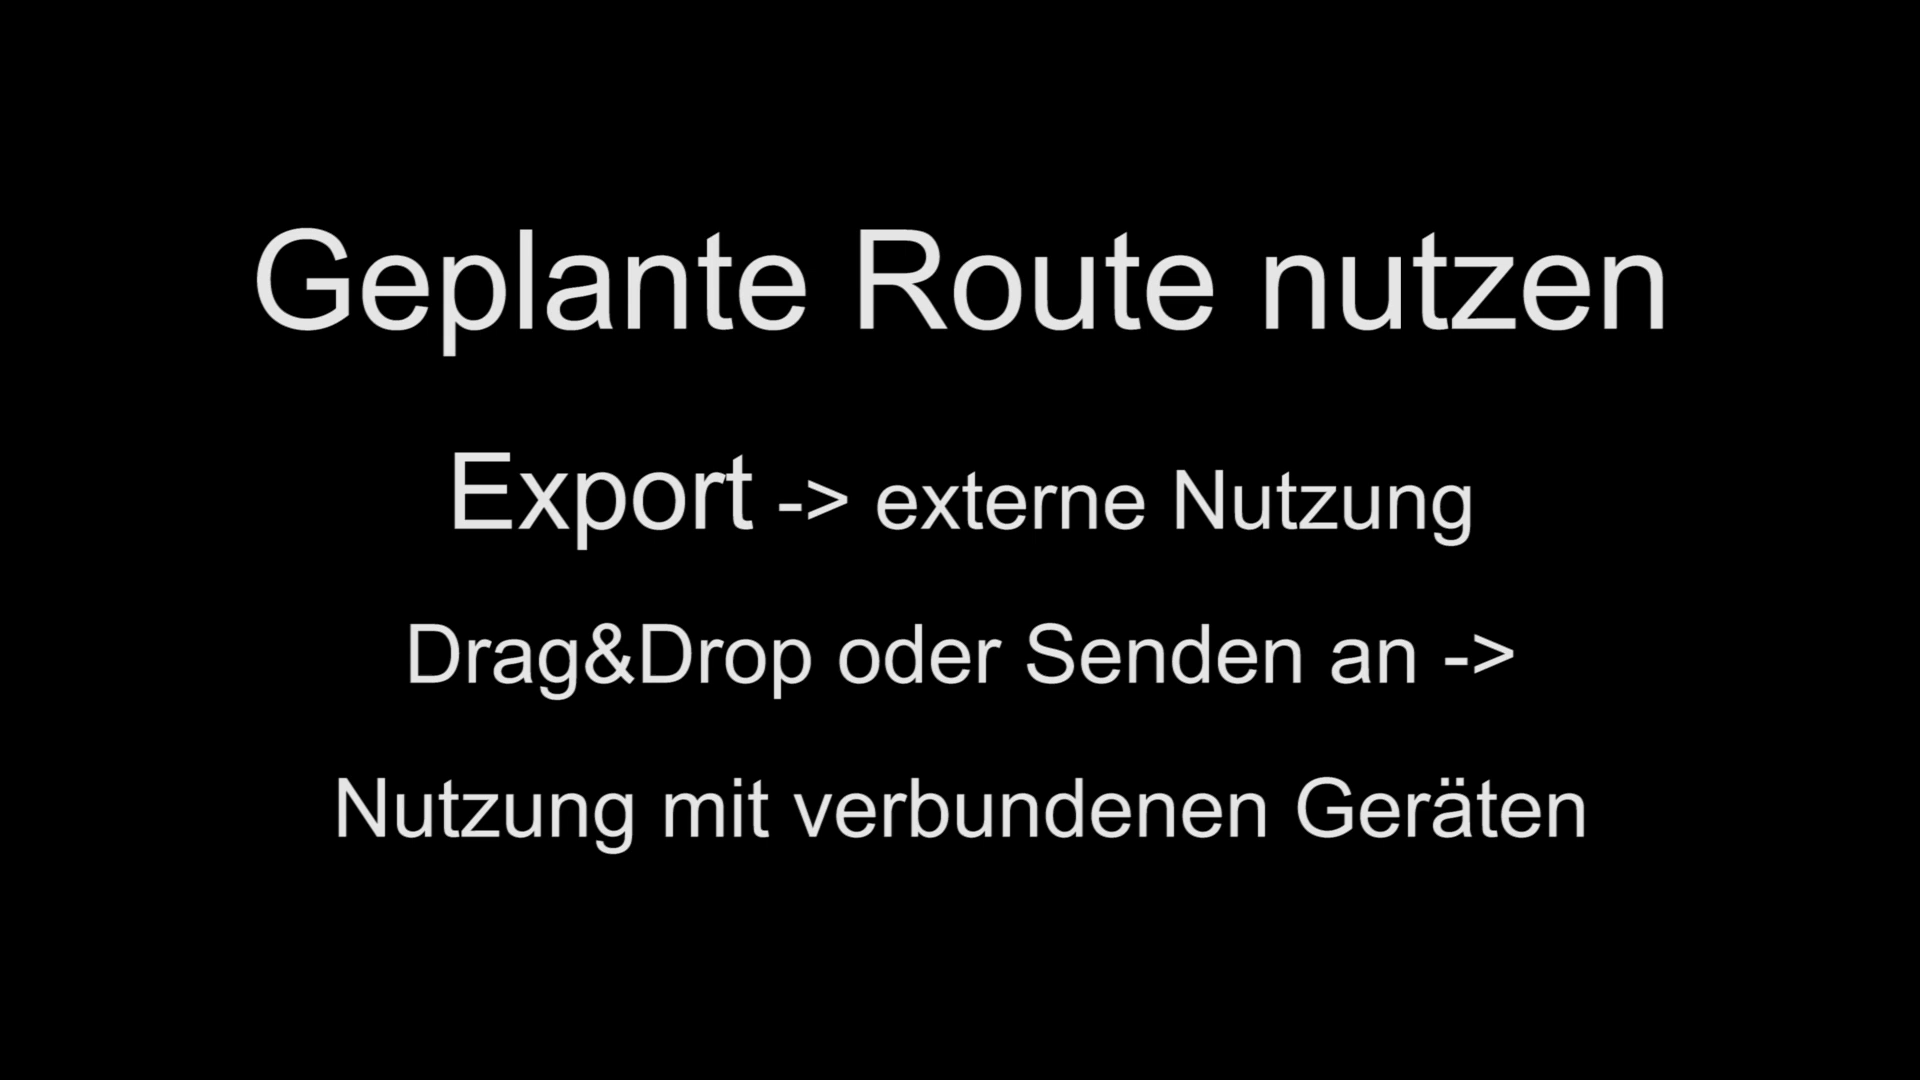 Geplante Route nutzen
Export -> externe Nutzung
Drag&Drop oder Senden an ->
Nutzung mit verbundenen Geräten